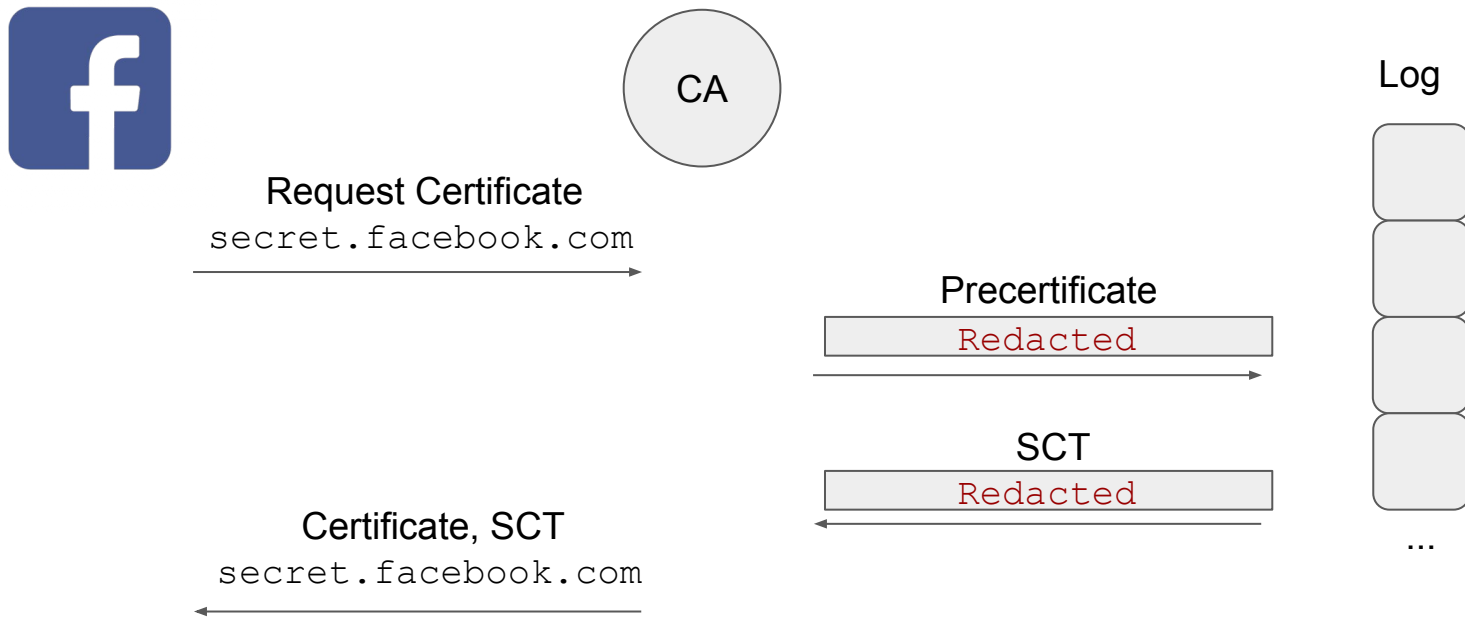 CA
Log
Request Certificate
secret.facebook.com
Precertificate
Redacted
SCT
Redacted
Certificate, SCT
secret.facebook.com
...